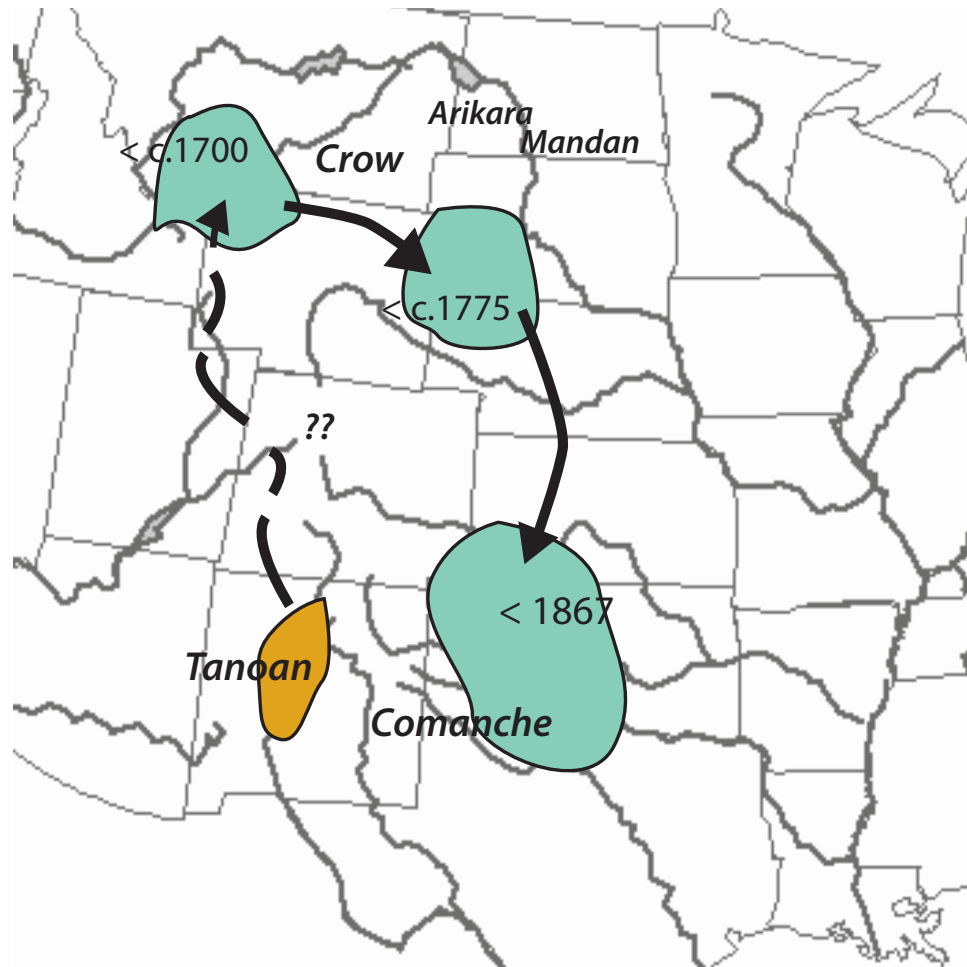 Arikara
Mandan
< c.1700
Crow
< c.1775
??
< 1867
Tanoan
Comanche